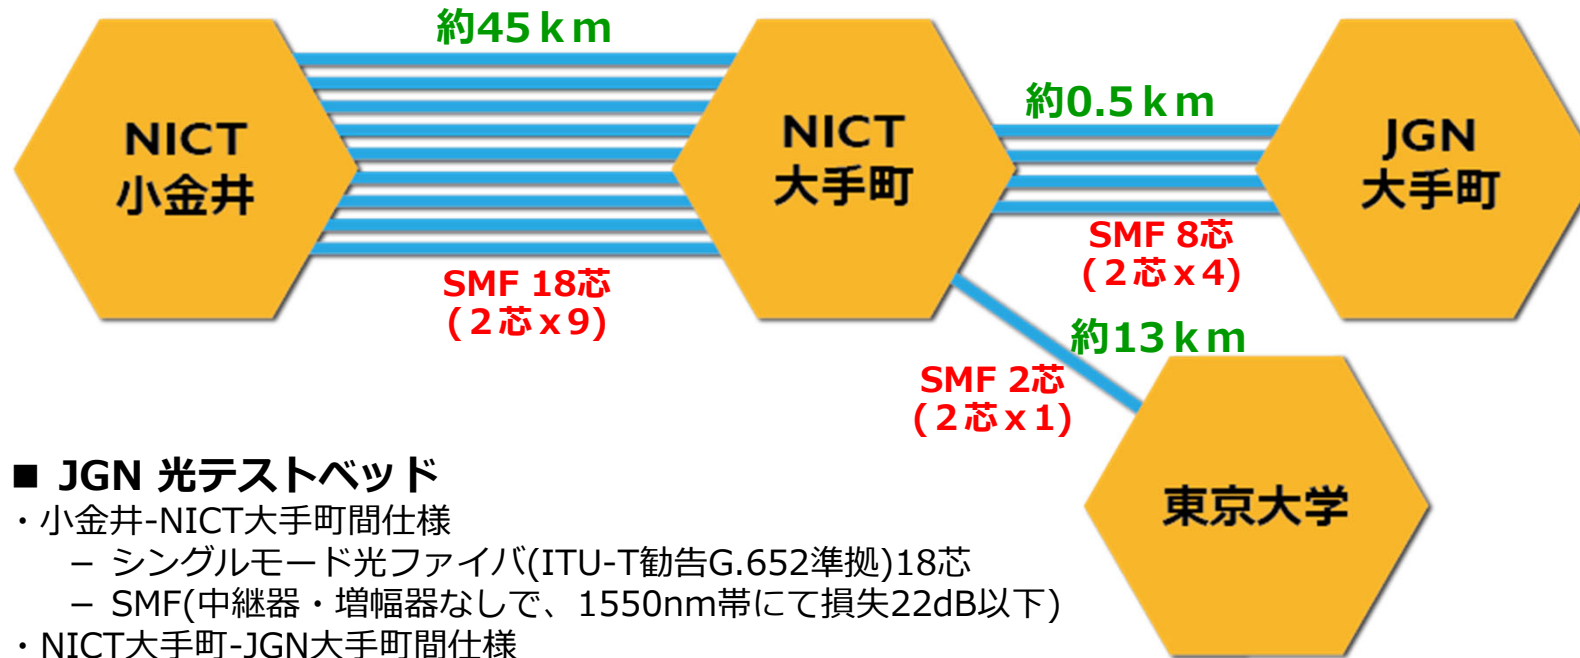 約45ｋｍ
NICT
小金井
NICT
大手町
約0.5ｋｍ
JGN
大手町
SMF 18芯
(２芯ｘ9)
SMF 8芯
(２芯ｘ4)
約13ｋｍ
SMF 2芯
(２芯ｘ1)
東京大学
■ JGN 光テストベッド
・小金井-NICT大手町間仕様
－ シングルモード光ファイバ(ITU-T勧告G.652準拠)18芯
－ SMF(中継器・増幅器なしで、1550nm帯にて損失22dB以下)
・NICT大手町-JGN大手町間仕様